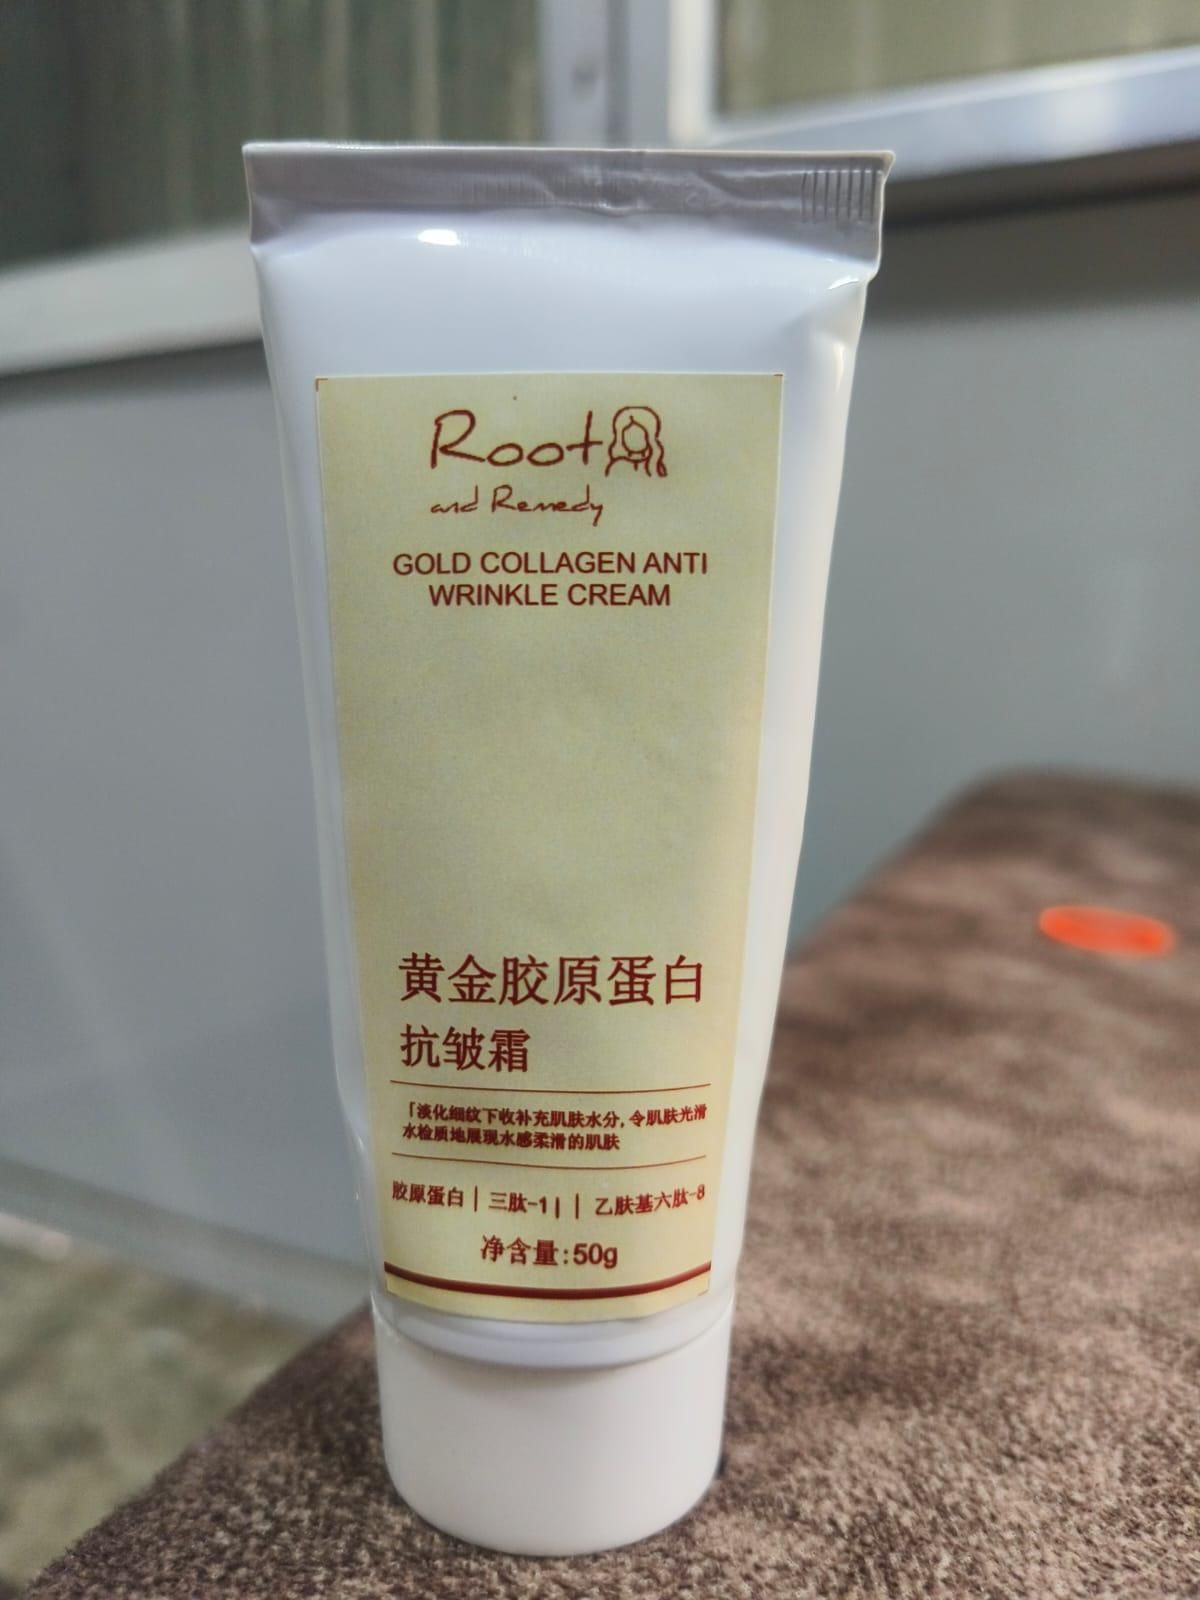 Root
and Remedy
GOLD COLLAGEN ANTI
WRINKLE CREAM
黄金胶原蛋白
抗皱霜
「淡化细纹下收补充肌肤水分,令肌肤光滑
水检质地展现水感柔滑的肌肤
胶原蛋白 | 三肽-1 | | 乙肤基六肽-8
净含量:50g